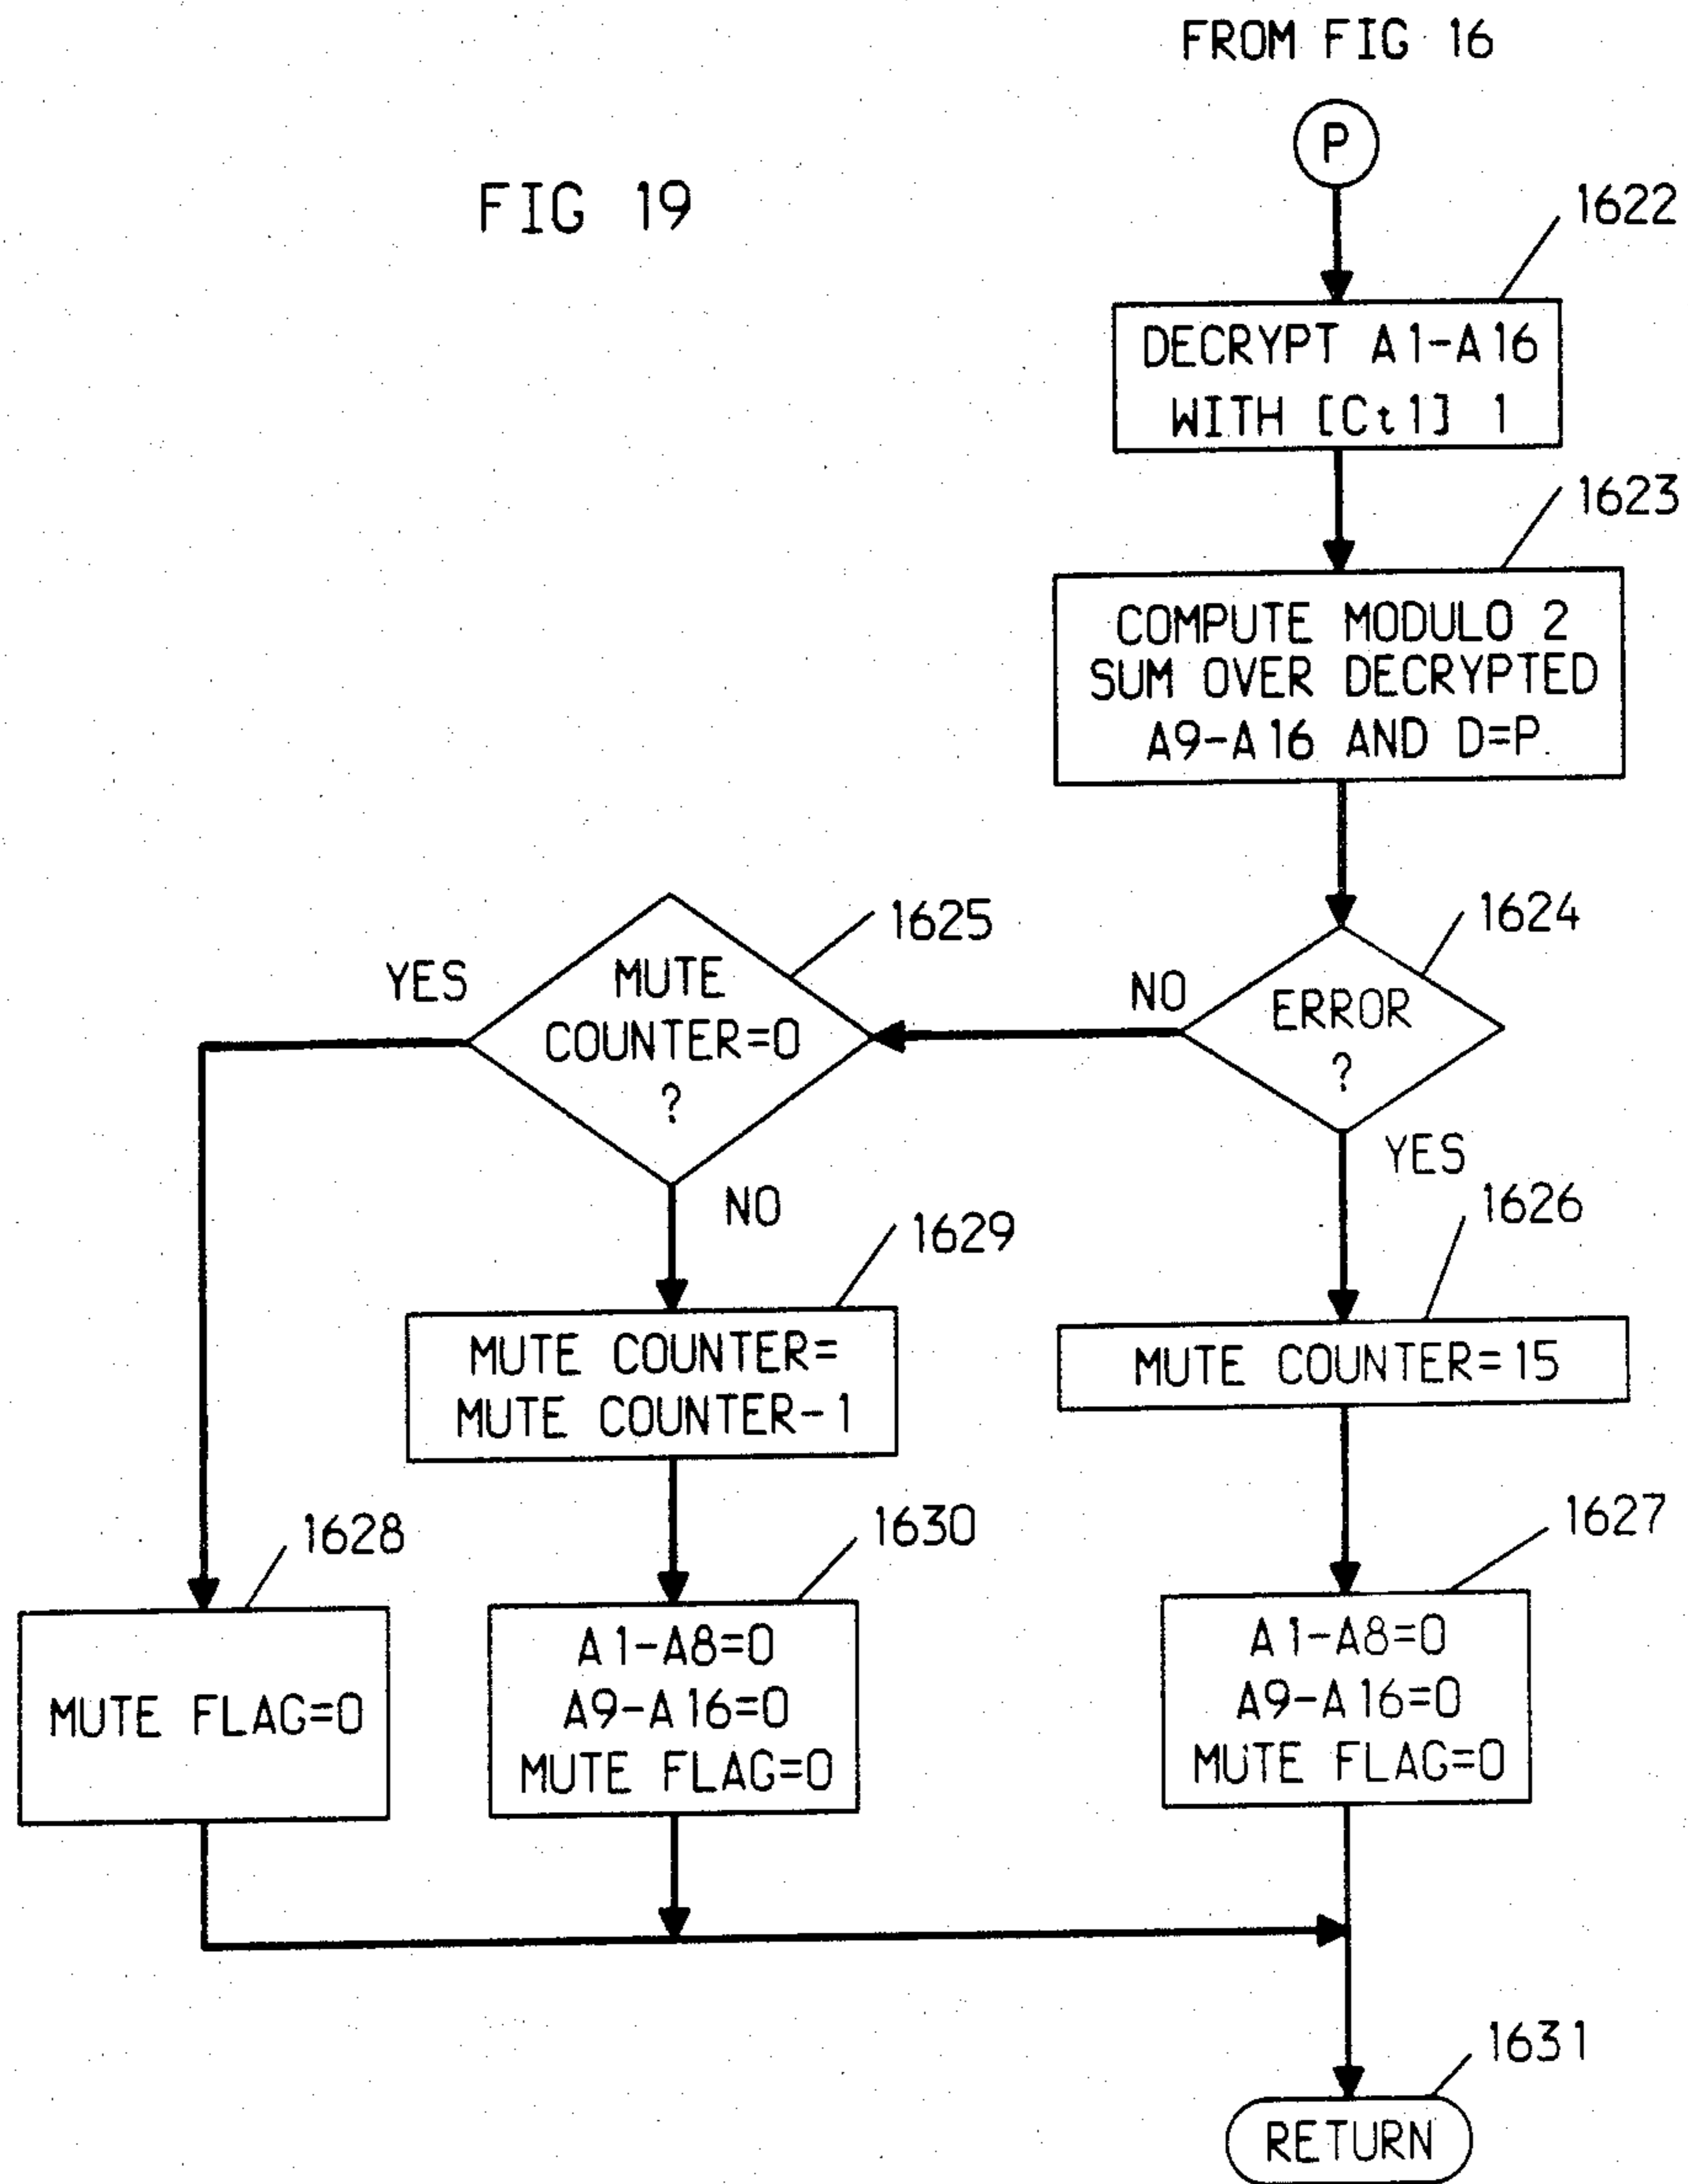 FROM FIG 16
P
FIG 19
1622
DECRYPT A1-A16
WITH [Ct1] 1
1623
COMPUTE MODULO 2
SUM OVER DECRYPTED
A9-A16 AND D=P.
1624
ERROR
?
NO
YES
1625
MUTE
COUNTER=0
?
YES
NO
1626
MUTE COUNTER=15
1629
MUTE COUNTER=
MUTE COUNTER-1
1627
A1-A8=0
A9-A16=0
MUTE FLAG=0
1630
A1-A8=0
A9-A16=0
MUTE FLAG=0
1628
MUTE FLAG=0
1631
RETURN